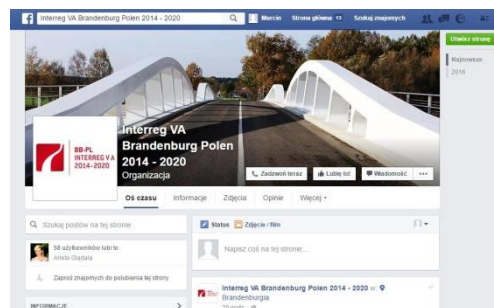 Interreg VA Brandenburg Polen 2014 - 2020
Marcin
Strona główna 13
Szukaj znajomych
Utwórz stronę
Najnowsze
2016
BB-PL
INTERREG V A
2014-2020
Interreg VA
Brandenburg Polen
2014 - 2020
Organizacja
Zadzwoń teraz
Lubię to!
Wiadomość
Oś czasu
Informacje
Zdjęcia
Opinie
Więcej
Szukaj postów na tej stronie
Status
Zdjęcie / film
Napisz coś na tej stronie...
58 użytkowników lubi to
Zaproś znajomych do polubienia tej strony
INFORMACJE
Interreg VA Brandenburg Polen 2014 - 2020 w:
Brandenburgia